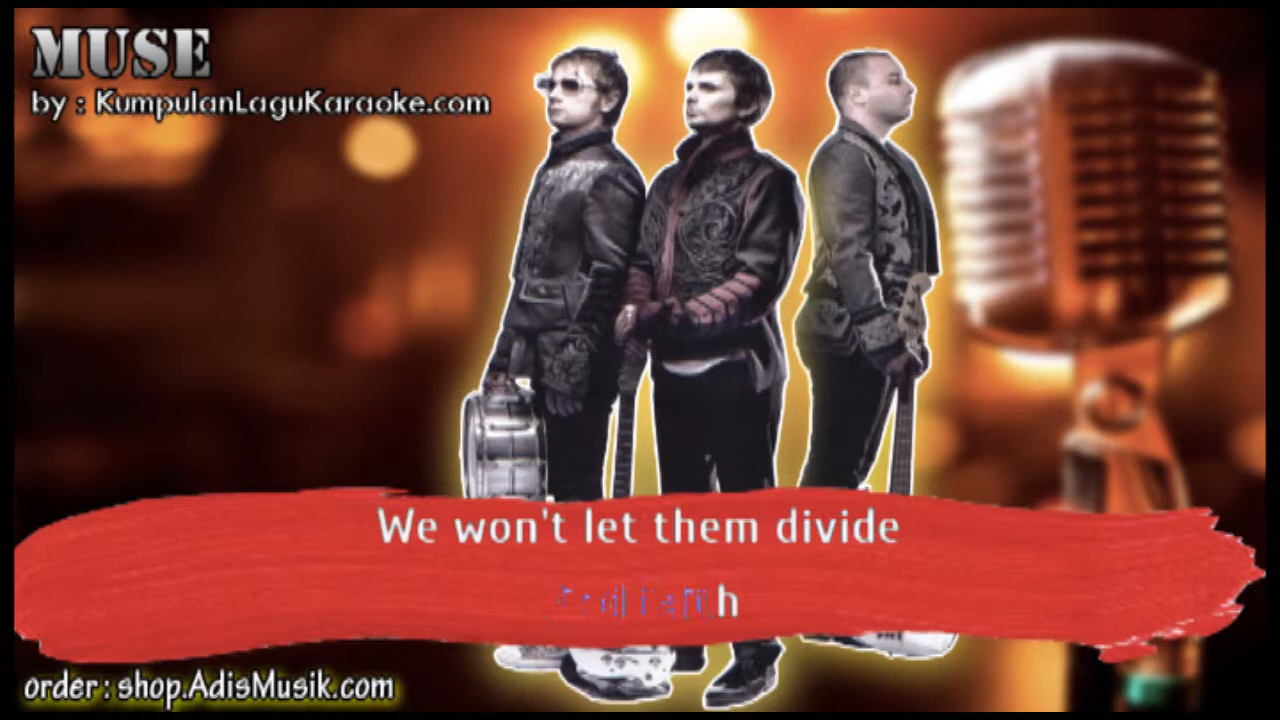 MUSE
by : KumpulanLaguKaraoke.com
We won't let them divide
order : shop.AdisMusik.com